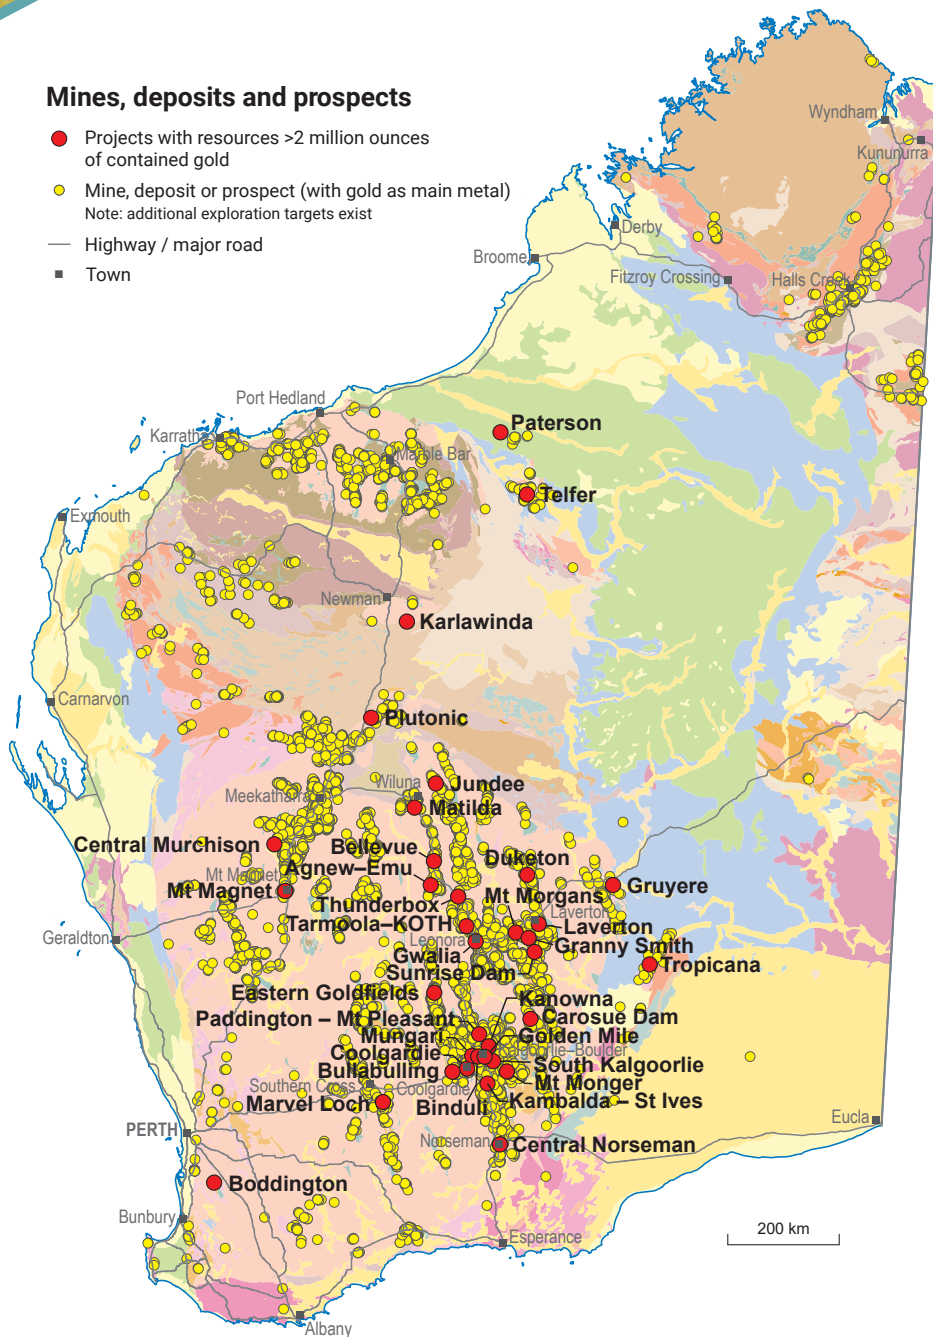 Mines, deposits and prospects
Projects with resources >2 million ounces
of contained gold
Mine, deposit or prospect (with gold as main metal)
Note: additional exploration targets exist
Highway / major road
Town
Wyndham
Kununurra
Derby
Broome
Fitzroy Crossing
Halls Creek
Port Hedland
Karratha
Marble Bar
Paterson
Telfer
Exmouth
Newman
Karlawinda
Carnarvon
Plutonic
Wiluna
Jundee
Meekatharra
Matilda
Central Murchison
Bellevue
Duketon
Agnew–Emu
Mt Magnet
Mt Magnet
Gruyere
Mt Morgans
Thunderbox
Laverton
Tarmoola–KOTH
Laverton
Geraldton
Leonora
Granny Smith
Gwalia
Tropicana
Sunrise Dam
Eastern Goldfields
Kanowna
Paddington – Mt Pleasant
Carosue Dam
Mungari
Golden Mile
Coolgardie
Kalgoorlie–Boulder
Bullabulling
South Kalgoorlie
Southern Cross
Coolgardie
Mt Monger
Marvel Loch
Binduli
Kambalda – St Ives
PERTH
Eucla
Norseman
Central Norseman
Boddington
Bunbury
200 km
Esperance
Albany